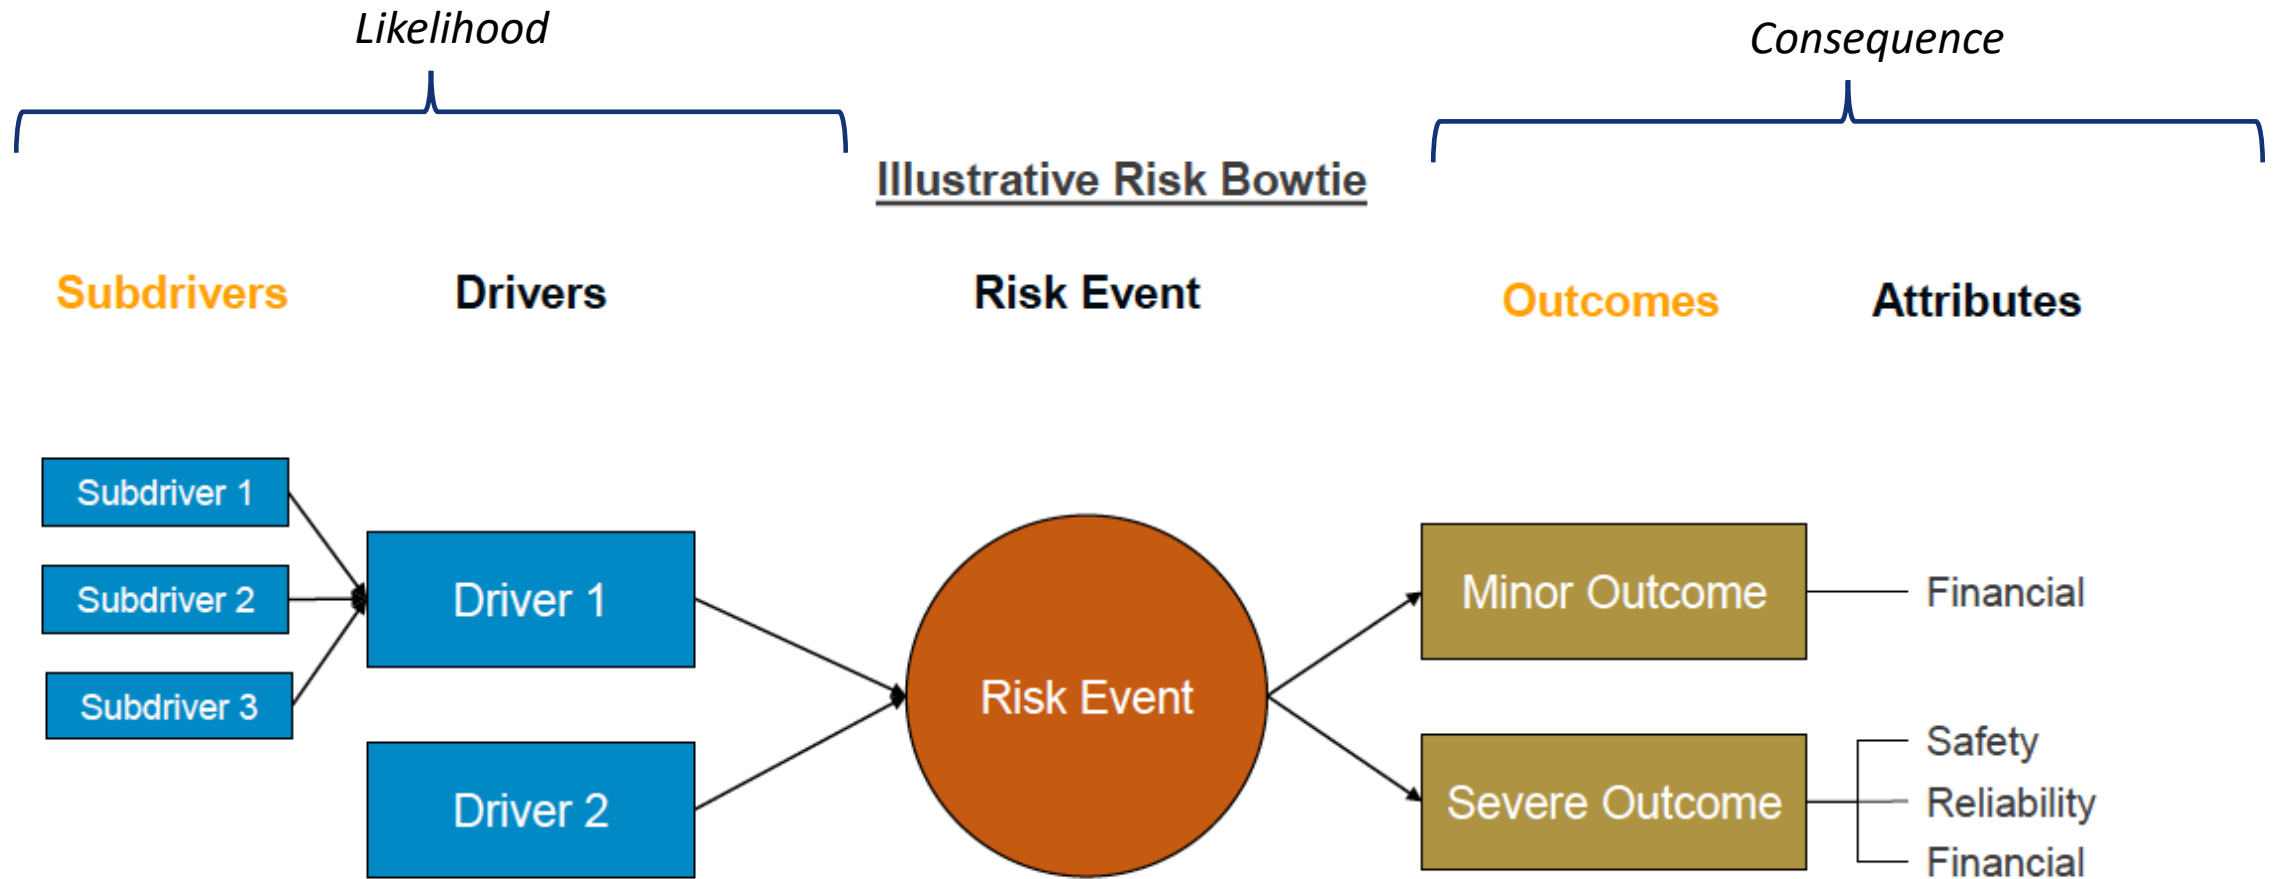 Likelihood
Consequence
Illustrative Risk Bowtie
Subdrivers
Drivers
Risk Event
Outcomes
Attributes
Subdriver 1
Subdriver 2
Subdriver 3
Driver 1
Driver 2
Risk Event
Minor Outcome
Financial
Severe Outcome
Safety
Reliability
Financial